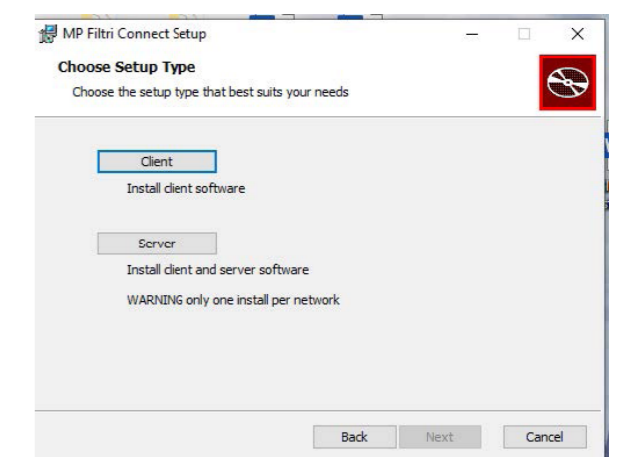 MP Filtri Connect Setup
Choose Setup Type
Choose the setup type that best suits your needs
Client
Install client software
Server
Install client and server software
WARNING only one install per network
Back Next Cancel